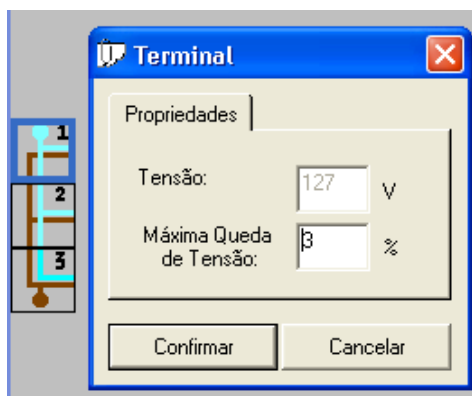 Terminal
1
2
3
Propriedades
Tensão: 127 V
Máxima Queda
de Tensão: 3 %
Confirmar Cancelar